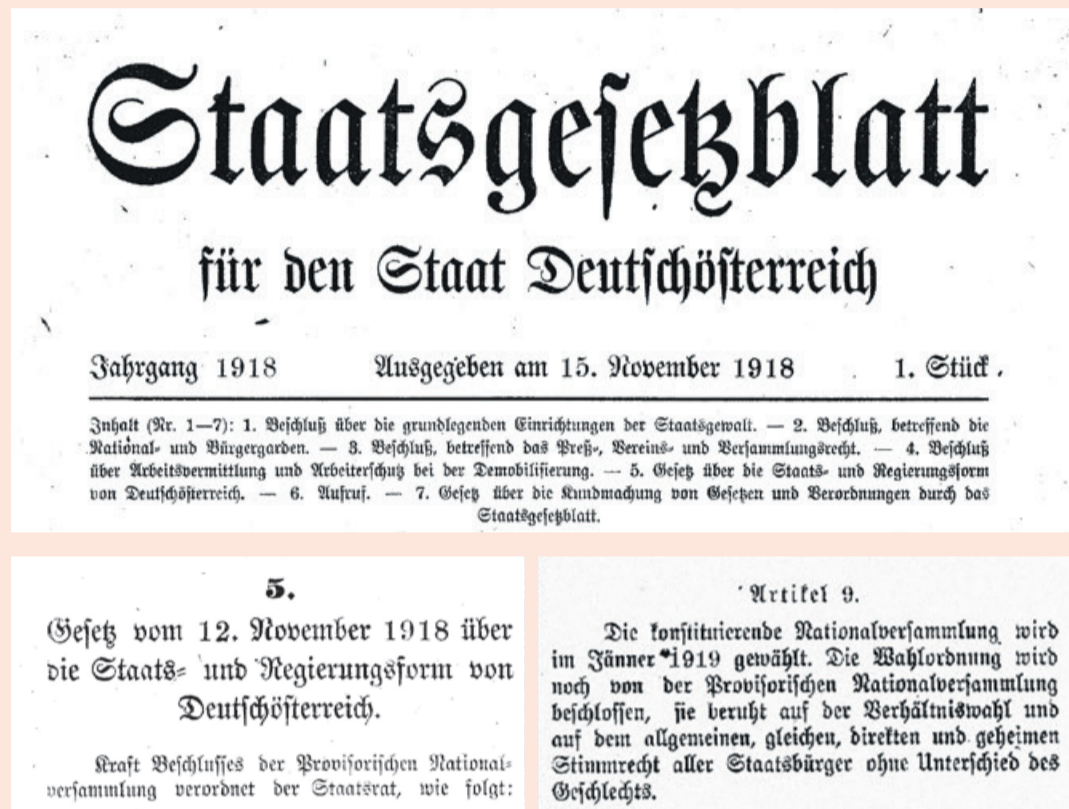 Staatsgesetzblatt
für den Staat Deutschösterreich
Jahrgang 1918 Ausgegeben am 15. November 1918 1. Stück.
Inhalt (Nr. 1—7): 1. Beschluß über die grundlegenden Einrichtungen der Staatsgewalt. — 2. Beschluß, betreffend die
National- und Bürgergarden. — 3. Beschluß, betreffend das Preß-, Vereins- und Versammlungsrecht. — 4. Beschluß
über Arbeitsvermittlung und Arbeiterschutz bei der Demobilisierung. — 5. Gesetz über die Staats- und Regierungsform
von Deutschösterreich. — 6. Aufruf. — 7. Gesetz über die Kundmachung von Gesetzen und Verordnungen durch das
Staatsgesetzblatt.
5.
Gesetz vom 12. November 1918 über
die Staats- und Regierungsform von
Deutschösterreich.
Kraft Beschlusses der Provisorischen National-
versammlung verordnet der Staatsrat, wie folgt:
Artikel 9.
Die konstituierende Nationalversammlung wird
im Jänner 1919 gewählt. Die Wahlordnung wird
noch von der Provisorischen Nationalversammlung
beschlossen, sie beruht auf der Verhältniswahl und
auf dem allgemeinen, gleichen, direkten und geheimen
Stimmrecht aller Staatsbürger ohne Unterschied des
Geschlechts.